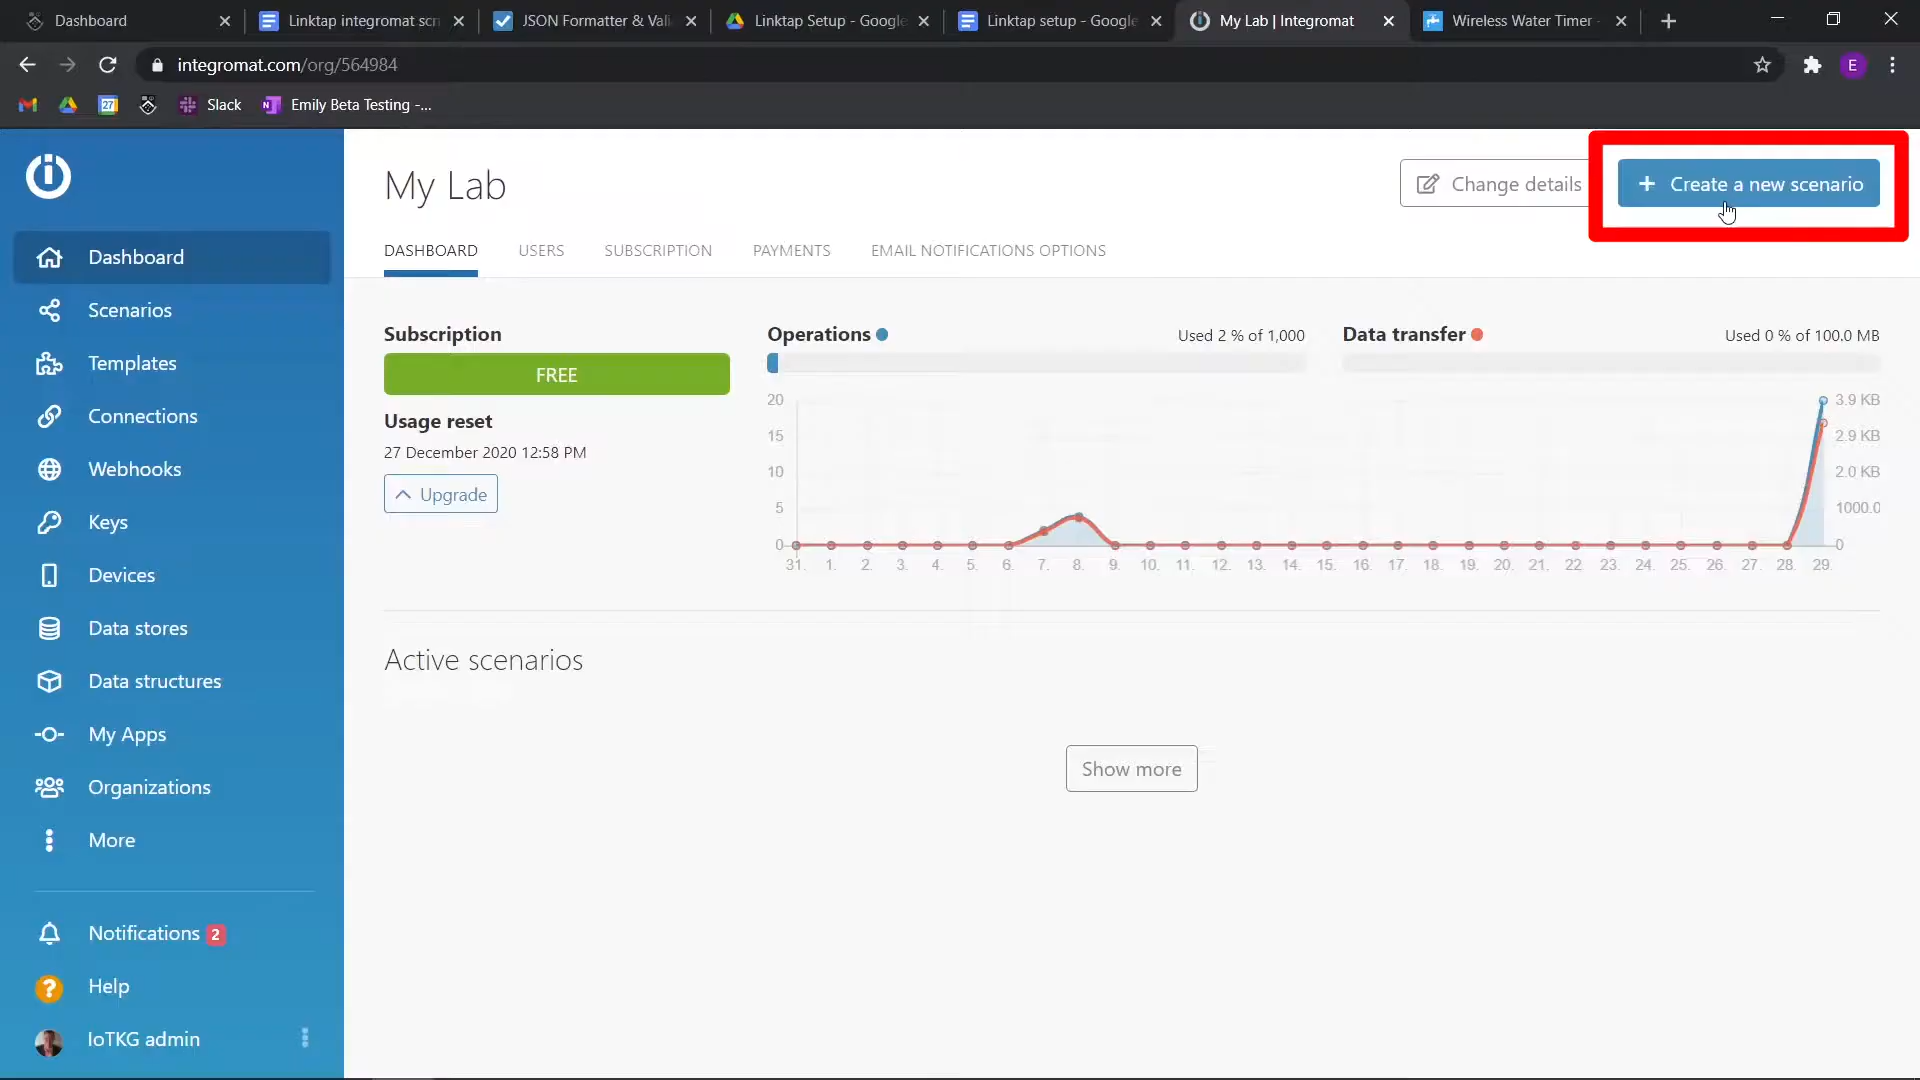 Dashboard
Linktap integromat scr
JSON Formatter & Vali
Linktap Setup - Google
Linktap setup - Google
My Lab | Integromat
Wireless Water Timer -
integromat.com/org/564984
E
27
Slack
Emily Beta Testing -...
My Lab
Change details
+ Create a new scenario
DASHBOARD
USERS
SUBSCRIPTION
PAYMENTS
EMAIL NOTIFICATIONS OPTIONS
Dashboard
Scenarios
Templates
Connections
Webhooks
Keys
Devices
Data stores
Data structures
My Apps
Organizations
More
Notifications 2
Help
IoTKG admin
Subscription
FREE
Usage reset
27 December 2020 12:58 PM
Upgrade
Operations
Used 2 % of 1,000
Data transfer
Used 0 % of 100.0 MB
20 3.9 KB
15 2.9 KB
10 2.0 KB
5 1000.0
0 0
31. 1. 2. 3. 4. 5. 6. 7. 8. 9. 10. 11. 12. 13. 14. 15. 16. 17. 18. 19. 20. 21. 22. 23. 24. 25. 26. 27. 28. 29.
Active scenarios
Show more